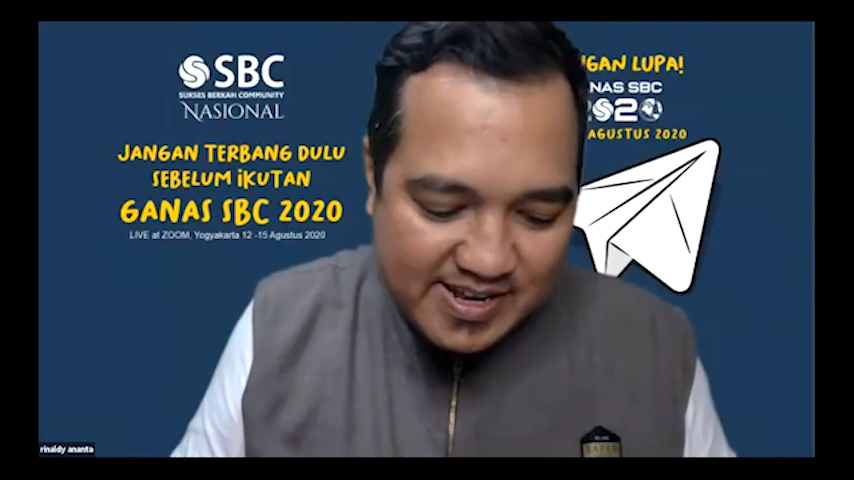 SBC
SUKSES BERKAH COMMUNITY
NASIONAL
JANGAN TERBANG DULU
SEBELUM iKUTAN
GANAS SBC 2020
LIVE at ZOOM, Yogyakarta 12 -15 Agustus 2020
NGAN LUPA!
NAS SBC
2020
AGUSTUS 2020
rinaldy ananta